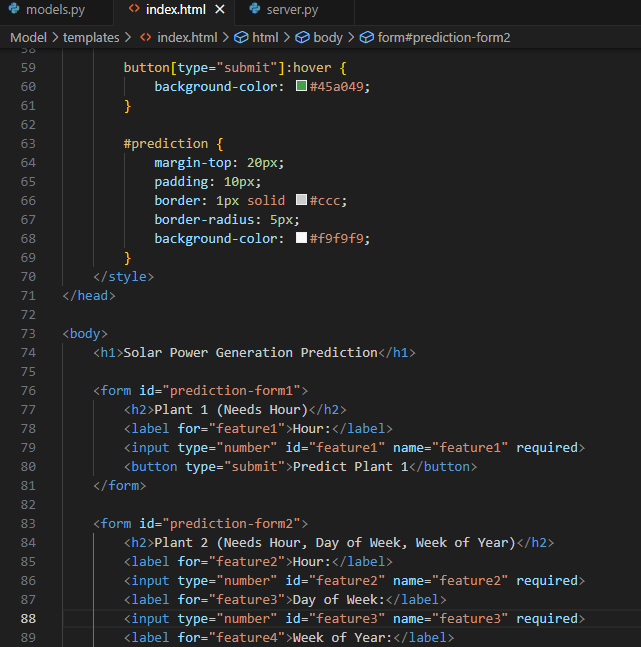 models.py index.html × server.py
Model > templates > index.html > html > body > form#prediction-form2
58
59 button[type="submit"]:hover {
60 background-color: #45a049;
61 }
62
63 #prediction {
64 margin-top: 20px;
65 padding: 10px;
66 border: 1px solid #ccc;
67 border-radius: 5px;
68 background-color: #f9f9f9;
69 }
70 </style>
71 </head>
72
73 <body>
74 <h1>Solar Power Generation Prediction</h1>
75
76 <form id="prediction-form1">
77 <h2>Plant 1 (Needs Hour)</h2>
78 <label for="feature1">Hour:</label>
79 <input type="number" id="feature1" name="feature1" required>
80 <button type="submit">Predict Plant 1</button>
81 </form>
82
83 <form id="prediction-form2">
84 <h2>Plant 2 (Needs Hour, Day of Week, Week of Year)</h2>
85 <label for="feature2">Hour:</label>
86 <input type="number" id="feature2" name="feature2" required>
87 <label for="feature3">Day of Week:</label>
88 <input type="number" id="feature3" name="feature3" required>
89 <label for="feature4">Week of Year:</label>